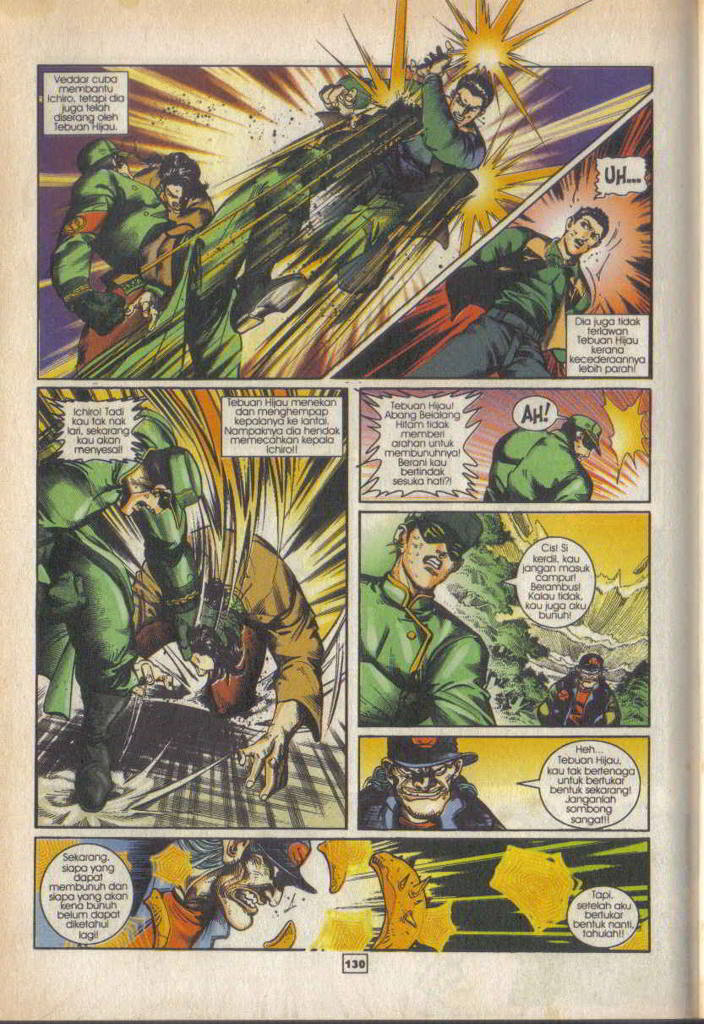 Veddar cuba
membantu
Ichiro, tetapi dia
juga telah
diserang oleh
Tebuan Hijau.
UH...
Dia juga tidak
terlawan
Tebuan Hijau
kerana
kecederaannya
lebih parah!
Ichiro! Tadi
kau tak nak
lari, sekarang
kau akan
menyesal!
Tebuan Hijau menekan
dan menghempap
kepalanya ke lantai.
Nampaknya dia hendak
memecahkan kepala
Ichiro!!
Tebuan Hijau!
Abang Belalang
Hitam tidak
memberi
arahan untuk
membunuhnya!
Berani kau
bertindak
sesuka hati?!
AH!
Cis! Si
kerdil, kau
jangan masuk
campur!
Berambus!
Kalau tidak,
kau juga aku
bunuh!
Heh...
Tebuan Hijau,
kau tak bertenaga
untuk bertukar
bentuk sekarang!
Janganlah
sombong
sangat!!
Sekarang,
siapa yang
dapat
membunuh dan
siapa yang akan
kena bunuh
belum dapat
diketahui
lagi!
Tapi,
setelah aku
bertukar
bentuk nanti,
tahulah!!
130